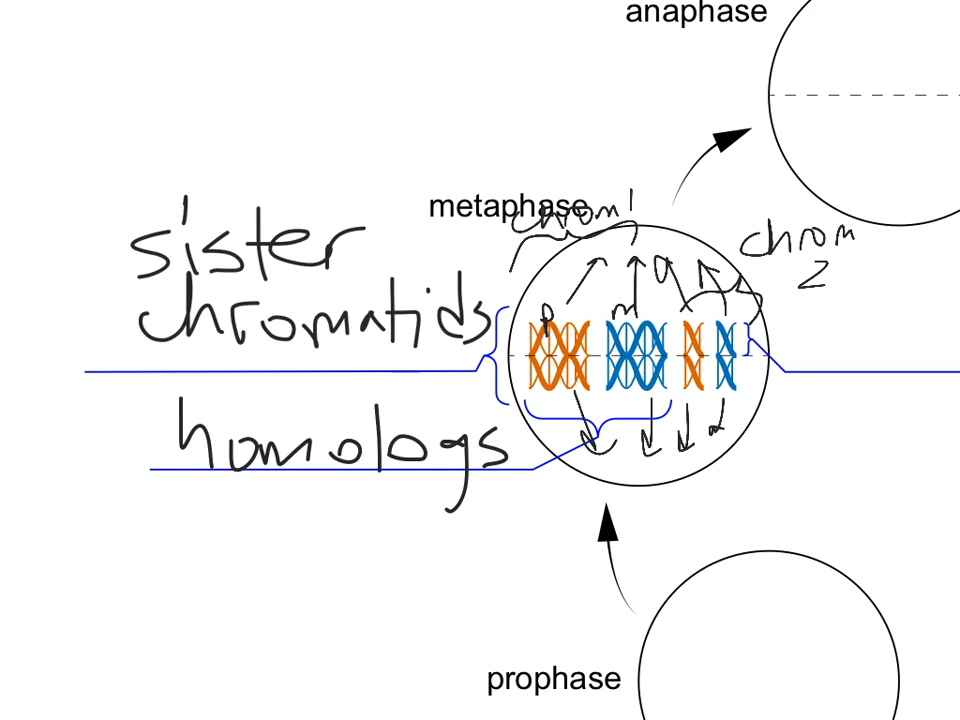 anaphase
metaphase
chrom 1
chrom
2
sister
chromatids
p m
homologs
prophase